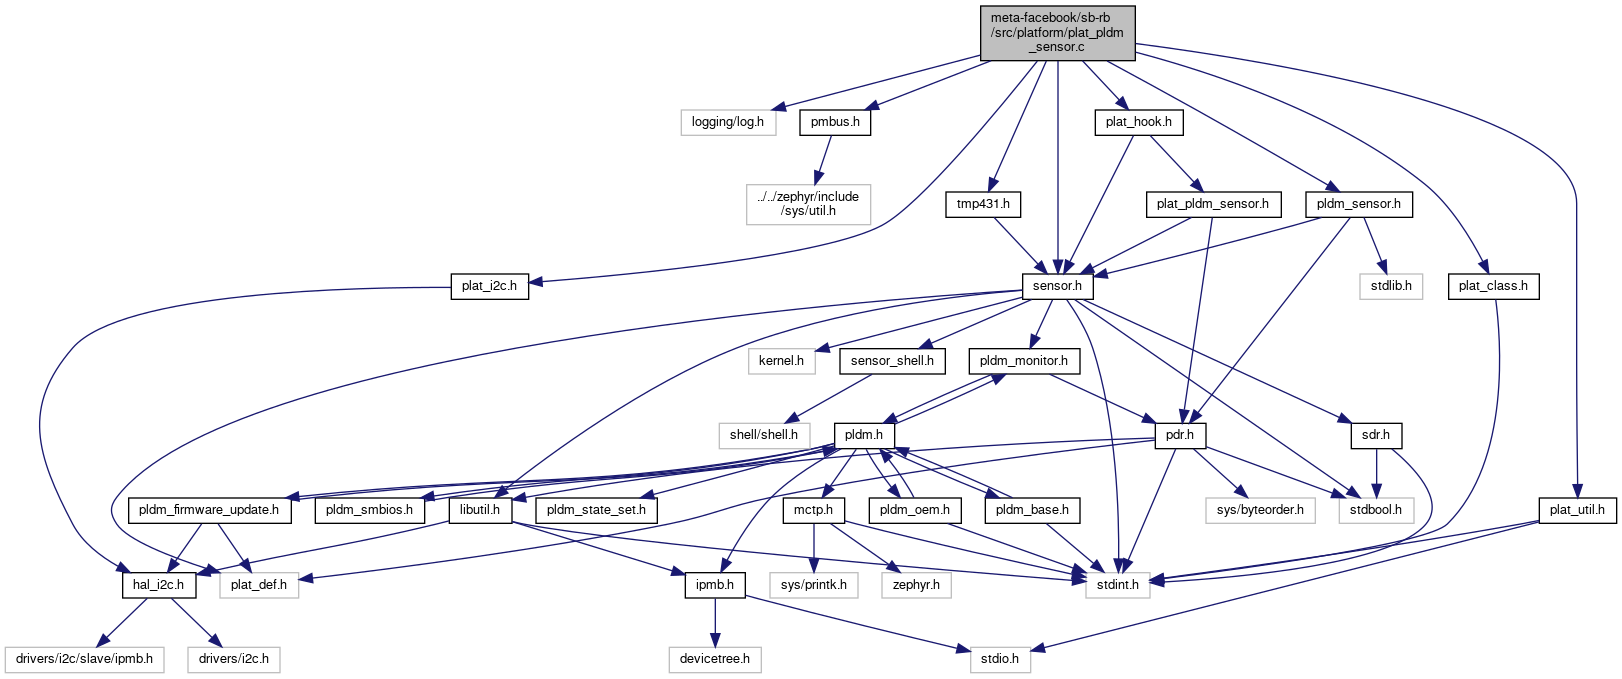 meta-facebook/sb-rb
/src/platform/plat_pldm
_sensor.c
logging/log.h
pmbus.h
plat_hook.h
../../zephyr/include
/sys/util.h
tmp431.h
plat_pldm_sensor.h
pldm_sensor.h
plat_i2c.h
sensor.h
stdlib.h
plat_class.h
kernel.h
sensor_shell.h
pldm_monitor.h
shell/shell.h
pldm.h
pdr.h
sdr.h
pldm_firmware_update.h
pldm_smbios.h
libutil.h
pldm_state_set.h
mctp.h
pldm_oem.h
pldm_base.h
sys/byteorder.h
stdbool.h
plat_util.h
hal_i2c.h
plat_def.h
ipmb.h
sys/printk.h
zephyr.h
stdint.h
drivers/i2c/slave/ipmb.h
drivers/i2c.h
devicetree.h
stdio.h